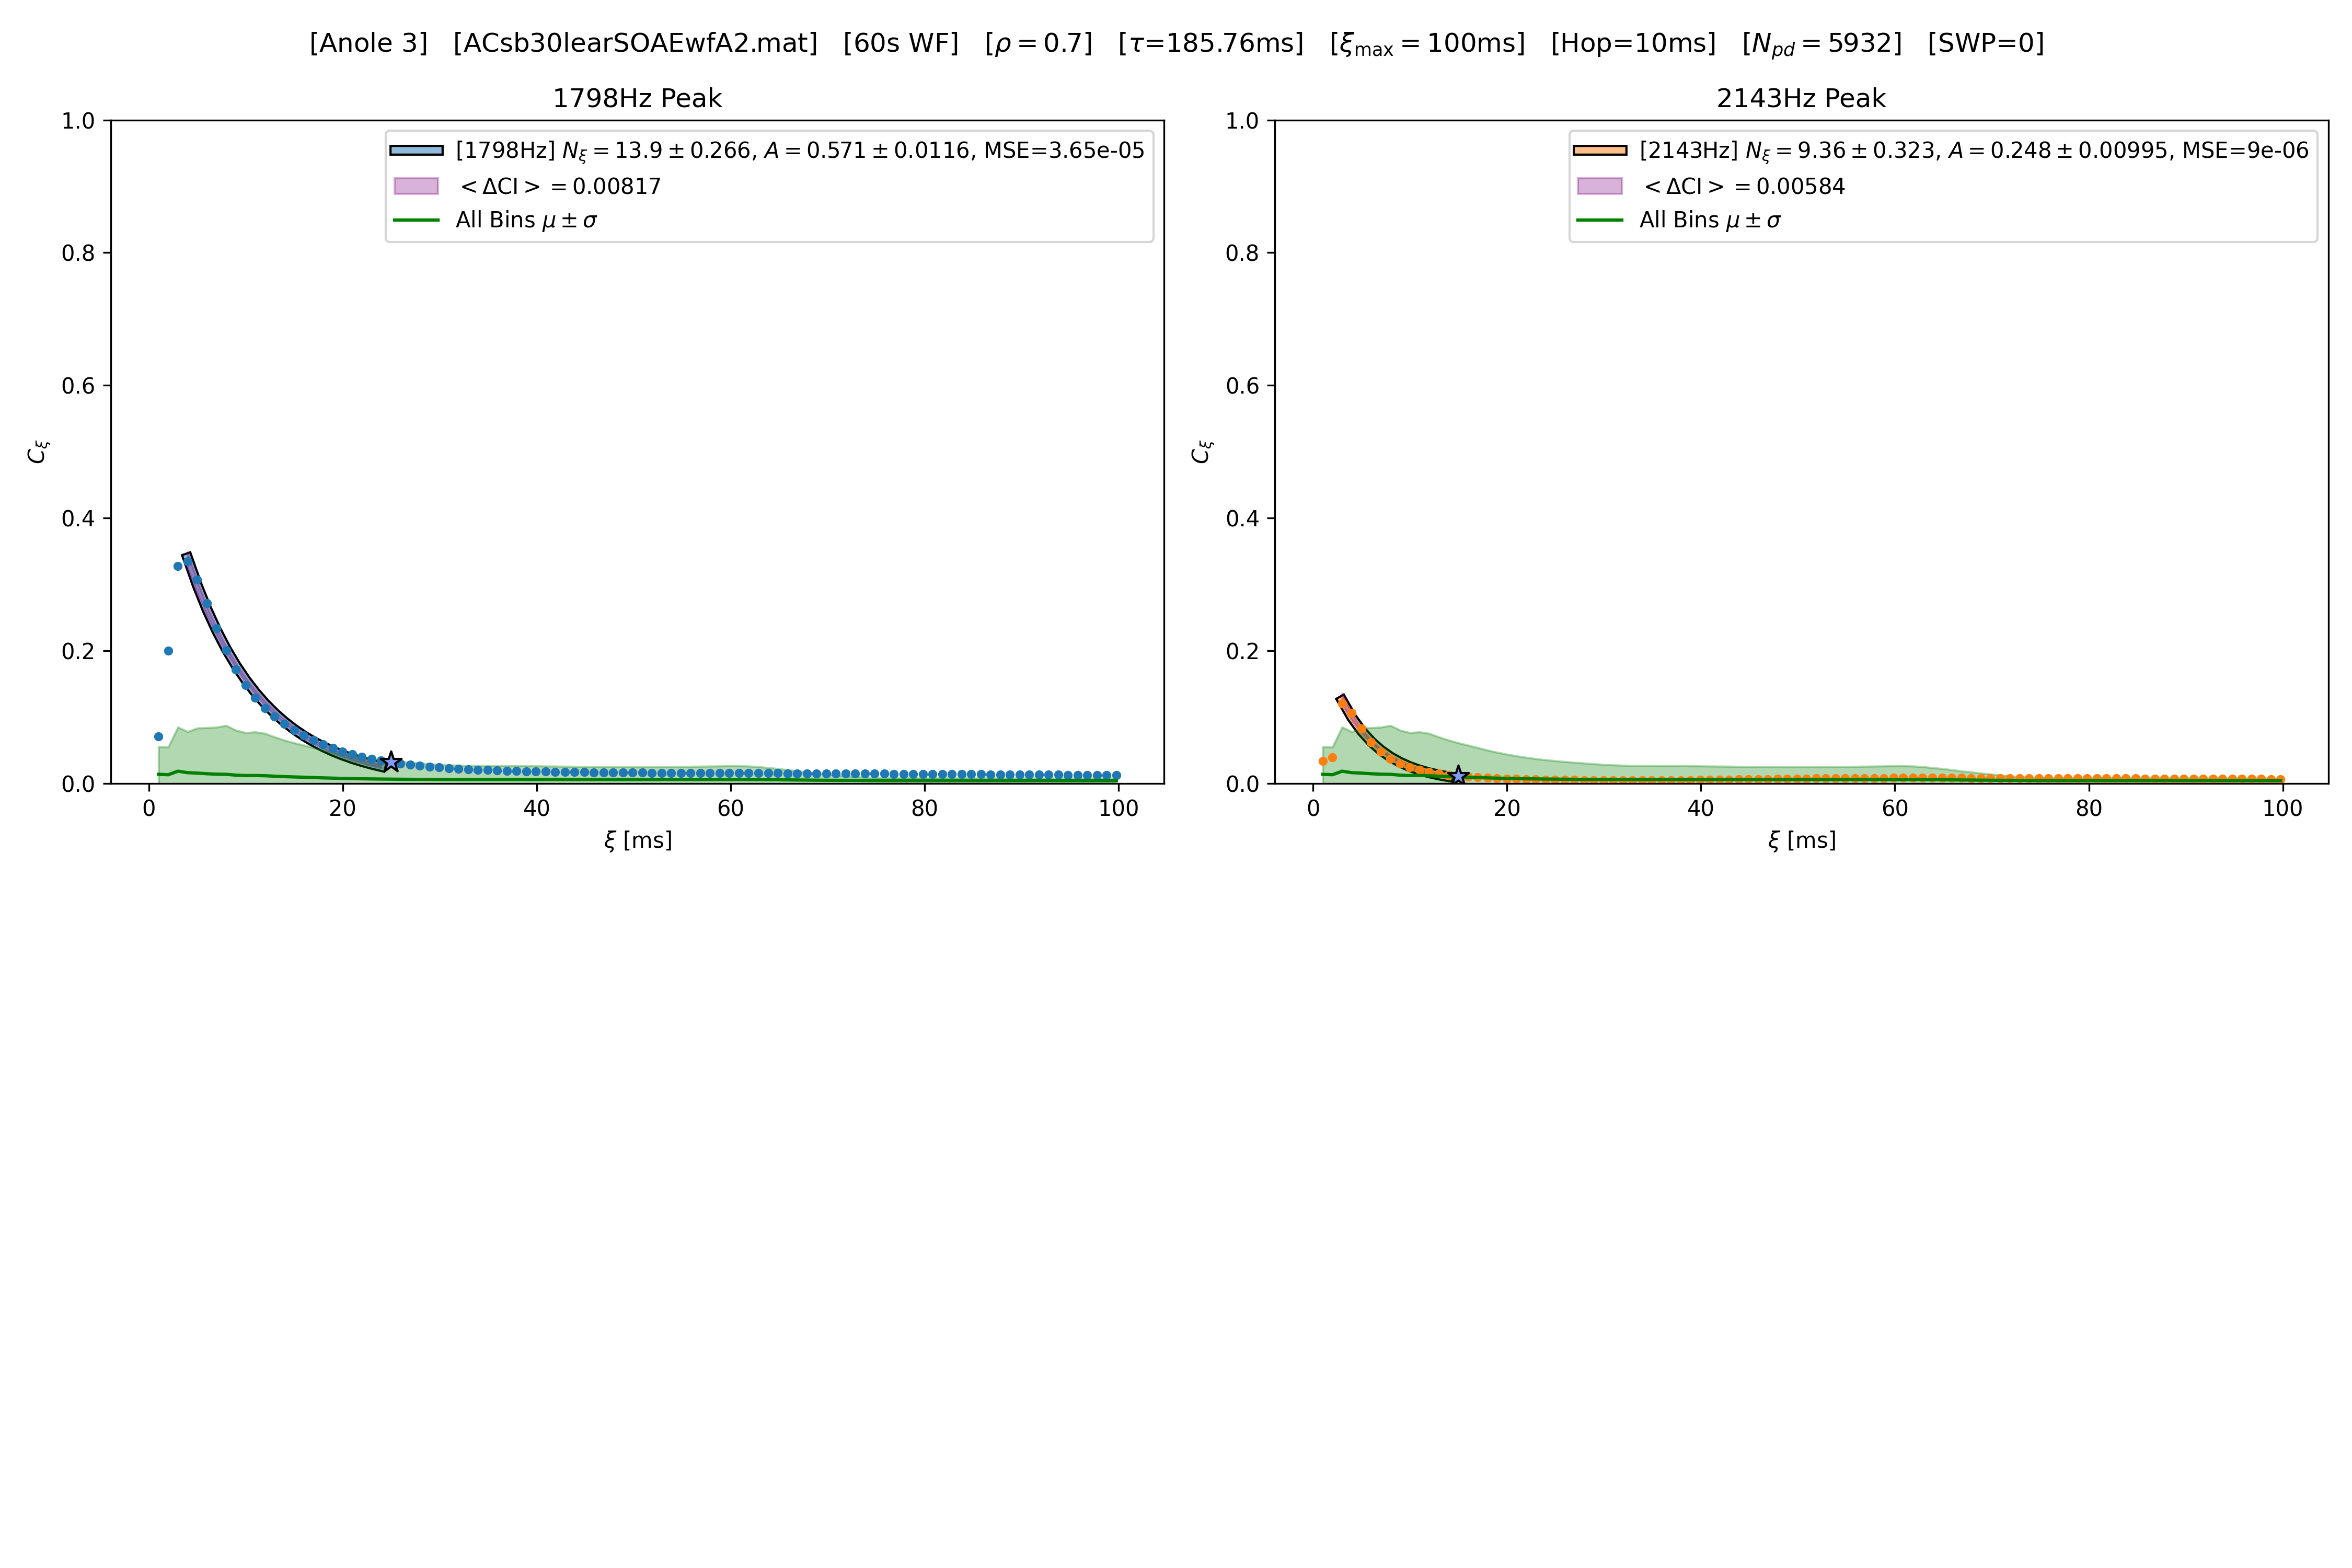 [Anole 3] [ACsb30learSOAEwfA2.mat] [60s WF] [ρ = 0.7] [τ=185.76ms] [ξmax = 100ms] [Hop=10ms] [Npd = 5932] [SWP=0]
1798Hz Peak
[1798Hz] Nξ = 13.9 ± 0.266, A = 0.571 ± 0.0116, MSE=3.65e-05
< ΔCI > = 0.00817
All Bins μ ± σ
1.0
0.8
0.6
0.4
0.2
0.0
Cξ
0 20 40 60 80 100
ξ [ms]
2143Hz Peak
[2143Hz] Nξ = 9.36 ± 0.323, A = 0.248 ± 0.00995, MSE=9e-06
< ΔCI > = 0.00584
All Bins μ ± σ
1.0
0.8
0.6
0.4
0.2
0.0
Cξ
0 20 40 60 80 100
ξ [ms]